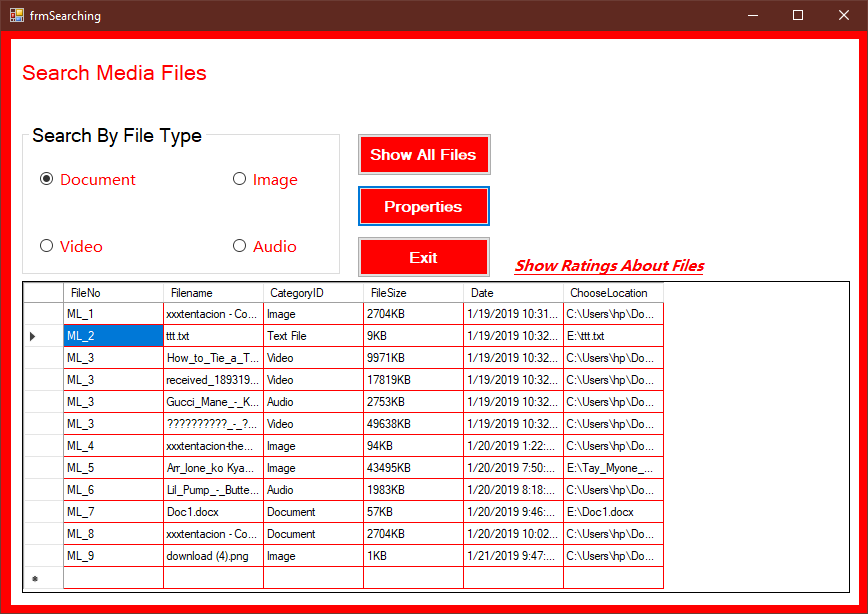 frmSearching
Search Media Files
Search By File Type
Document
Image
Video
Audio
Show All Files
Properties
Exit
Show Ratings About Files
FileNo Filename CategoryID FileSize Date ChooseLocation
ML_1 xxxtentacion - Co... Image 2704KB 1/19/2019 10:31... C:\Users\hp\Do...
ML_2 ttt.txt Text File 9KB 1/19/2019 10:32... E:\ttt.txt
ML_3 How_to_Tie_a_T... Video 9971KB 1/19/2019 10:32... C:\Users\hp\Do...
ML_3 received_189319... Video 17819KB 1/19/2019 10:32... C:\Users\hp\Do...
ML_3 Gucci_Mane_-_K... Audio 2753KB 1/19/2019 10:32... C:\Users\hp\Do...
ML_3 ??????????_-_?... Video 49638KB 1/19/2019 10:32... C:\Users\hp\Do...
ML_4 xxxtentacion-the... Image 94KB 1/20/2019 1:22:... C:\Users\hp\Do...
ML_5 Arr_lone_ko Kya... Image 43495KB 1/20/2019 7:50:... E:\Tay_Myone_...
ML_6 Lil_Pump_-_Butte... Audio 1983KB 1/20/2019 8:18:... C:\Users\hp\Do...
ML_7 Doc1.docx Document 57KB 1/20/2019 9:46:... E:\Doc1.docx
ML_8 xxxtentacion - Co... Document 2704KB 1/20/2019 10:02... C:\Users\hp\Do...
ML_9 download (4).png Image 1KB 1/21/2019 9:47:... C:\Users\hp\Do...